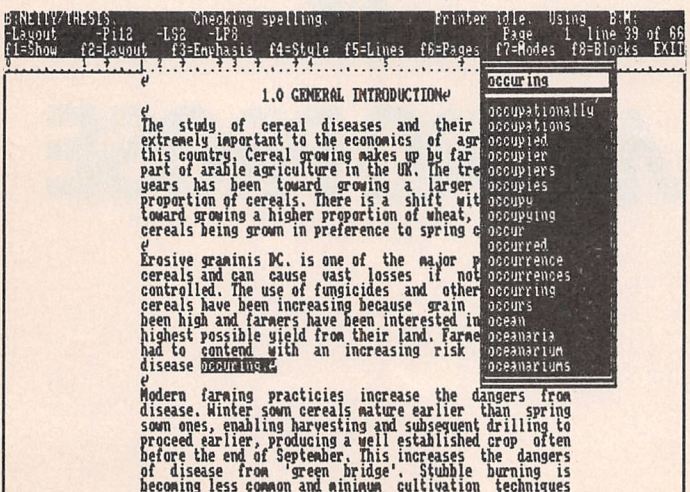 B:NETTY/THESIS. Checking spelling. Printer idle. Using B:M:
-Layout -Pi12 -LS2 -LP8 Page 1 line 39 of 66
f1=Show f2=Layout f3=Emphasis f4=Style f5=Lines f6=Pages f7=Modes f8=Blocks EXIT
1.0 GEMERAL INTRODUCTION
The study of cereal diseases and their
extremely important to the economics of agr
this country. Cereal growing makes up by far
part of arable agriculture in the UK. The tre
years has been toward growing a larger
proportion of cereals. There is a shift wit
toward growing a higher proportion of wheat,
cereals being grown in preference to spring c
Erosive graminis DC. is one of the major p
cereals and can cause vast losses if not
controlled. The use of fungicides and other
cereals have been increasing because grain
been high and farmers have been interested in
highest possible yield from their land. Farme
had to contend with an increasing risk
disease occuring.
Modern farming practicies increase the dangers from
disease. Winter sown cereals mature earlier than spring
sown ones, enabling harvesting and subsequent drilling to
proceed earlier, producing a well established crop often
before the end of September. This increases the dangers
of disease from 'green bridge'. Stubble burning is
becoming less common and minimum cultivation techniques
occuring
occupationally
occupations
occupied
occupier
occupiers
occupies
occupy
occupying
occur
occurred
occurrence
occurrences
occurring
occurs
ocean
oceanaria
oceanarium
oceanariums